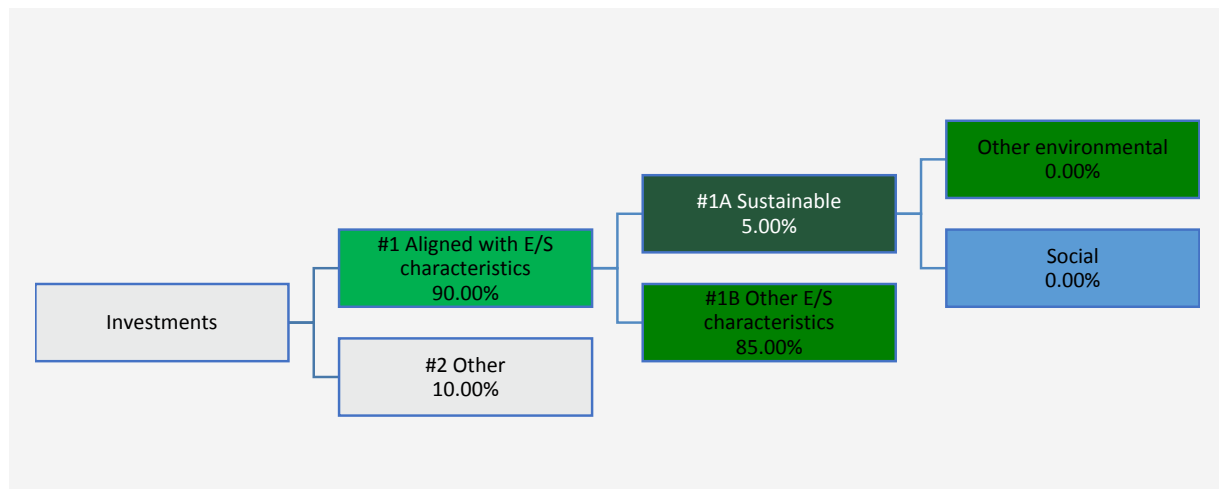 Investments
#1 Aligned with E/S
characteristics
90.00%
#2 Other
10.00%
#1A Sustainable
5.00%
#1B Other E/S
characteristics
85.00%
Other environmental
0.00%
Social
0.00%